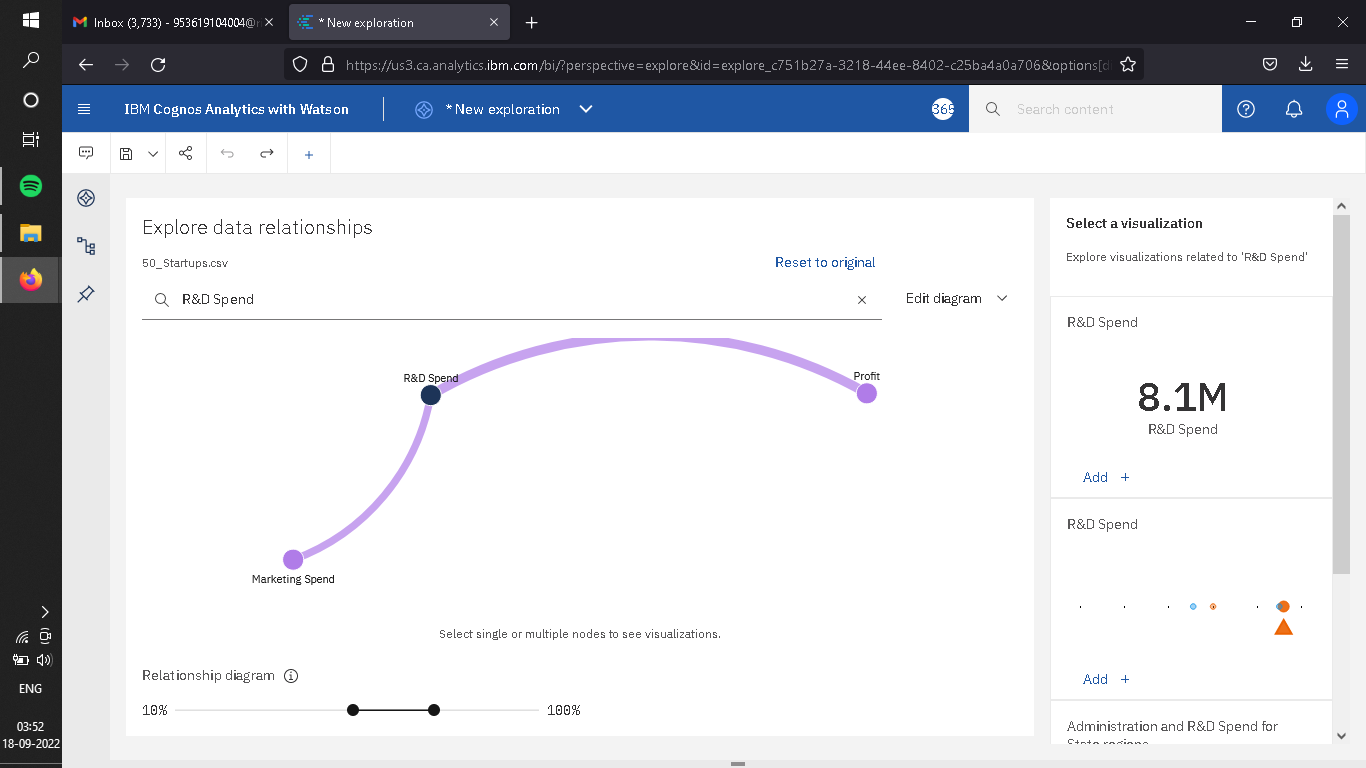 Inbox (3,733) - 953619104004@r
* New exploration
https://us3.ca.analytics.ibm.com/bi/?perspective=explore&id=explore_c751b27a-3218-44ee-8402-c25ba4a0a706&options[d
IBM Cognos Analytics with Watson
* New exploration
365
Search content
Explore data relationships
50_Startups.csv
Reset to original
R&D Spend
Edit diagram
R&D Spend
Profit
Marketing Spend
Select single or multiple nodes to see visualizations.
Relationship diagram
10%
100%
Select a visualization
Explore visualizations related to 'R&D Spend'
R&D Spend
8.1M
R&D Spend
Add +
R&D Spend
Add +
Administration and R&D Spend for
State regions
ENG
03:52
18-09-2022